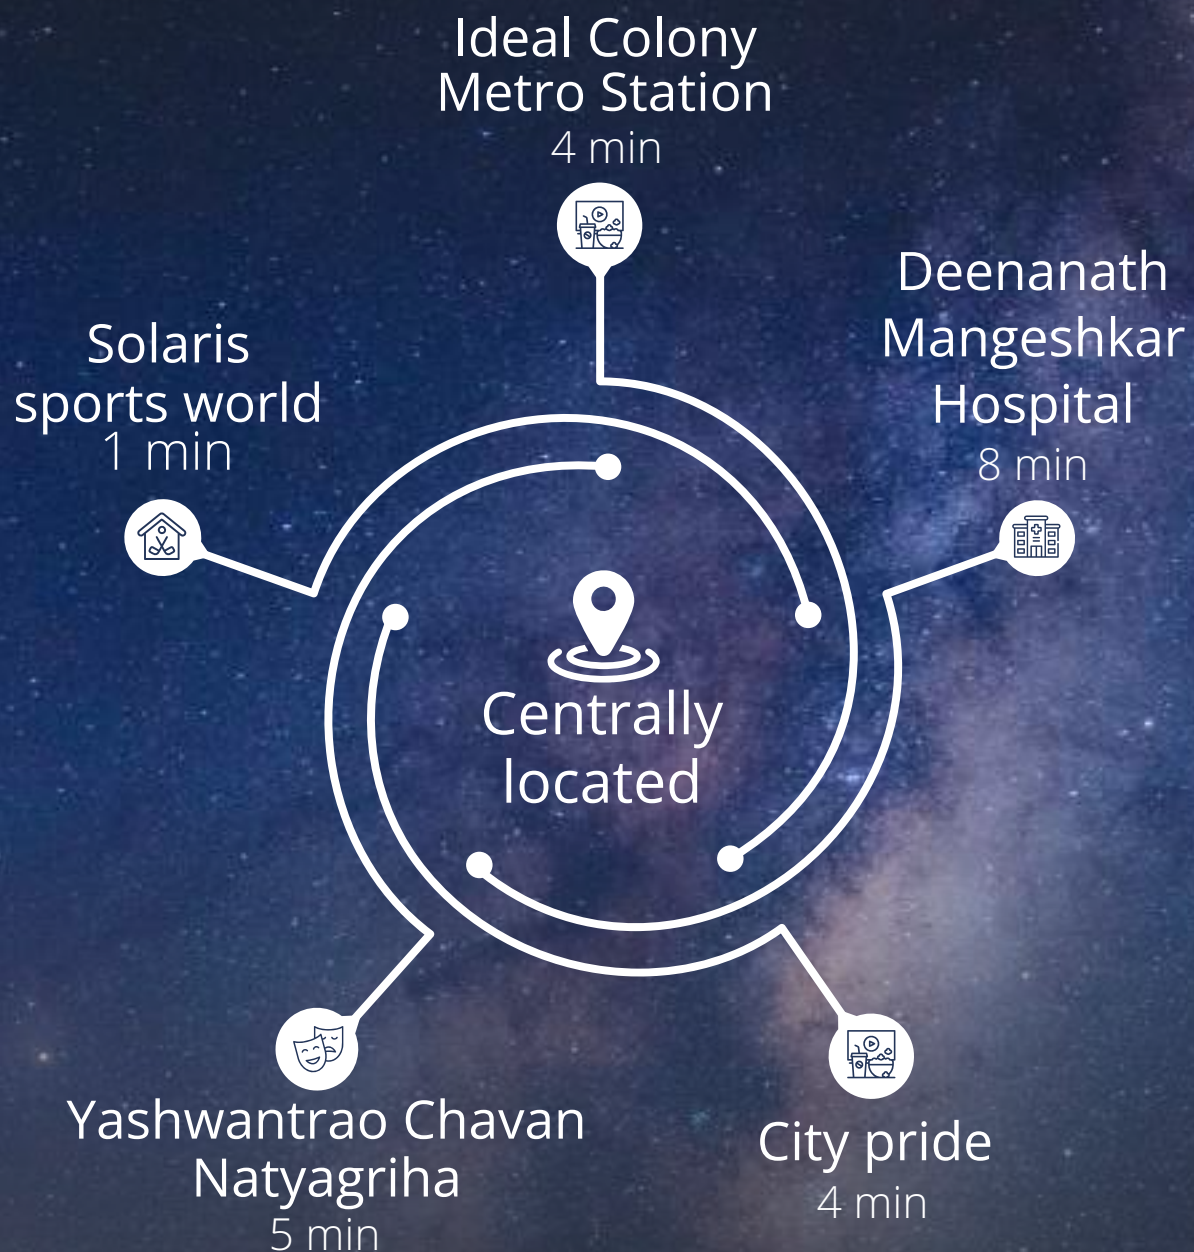 Ideal Colony
Metro Station
4 min
Deenanath
Mangeshkar
Hospital
8 min
Solaris
sports world
1 min
Centrally
located
Yashwantrao Chavan
Natyagriha
5 min
City pride
4 min